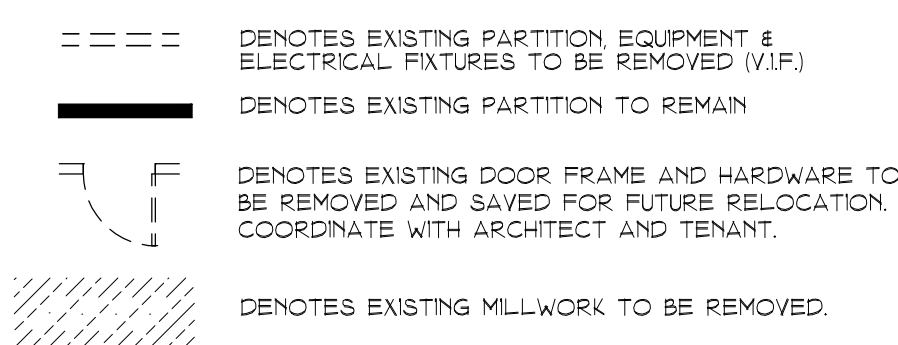 DENOTES EXISTING PARTITION, EQUIPMENT &
ELECTRICAL FIXTURES TO BE REMOVED (V.I.F.)
DENOTES EXISTING PARTITION TO REMAIN
DENOTES EXISTING DOOR FRAME AND HARDWARE TO
BE REMOVED AND SAVED FOR FUTURE RELOCATION.
COORDINATE WITH ARCHITECT AND TENANT.
DENOTES EXISTING MILLWORK TO BE REMOVED.